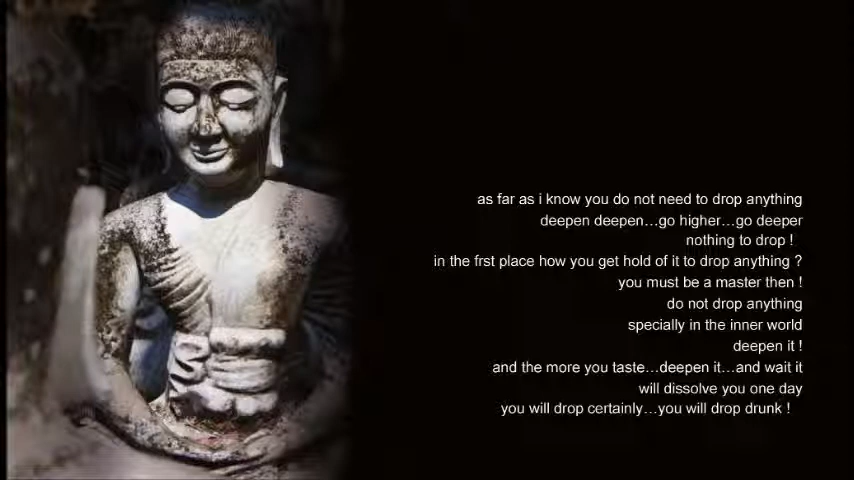 as far as i know you do not need to drop anything
deepen deepen...go higher...go deeper
nothing to drop !
in the frst place how you get hold of it to drop anything ?
you must be a master then !
do not drop anything
specially in the inner world
deepen it !
and the more you taste...deepen it...and wait it
will dissolve you one day
you will drop certainly...you will drop drunk !